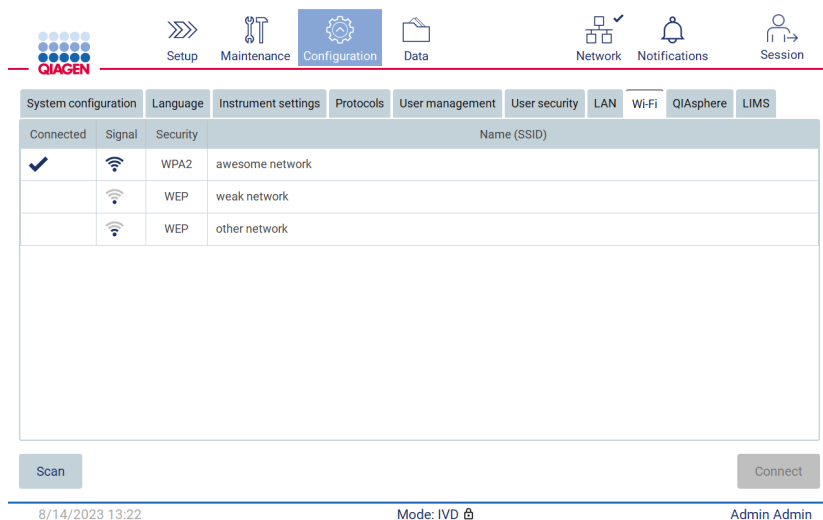 QIAGEN
Setup Maintenance Configuration Data Network Notifications Session
System configuration Language Instrument settings Protocols User management User security LAN Wi-Fi QIAsphere LIMS
Connected Signal Security Name (SSID)
WPA2 awesome network
WEP weak network
WEP other network
Scan Connect
8/14/2023 13:22 Mode: IVD Admin Admin